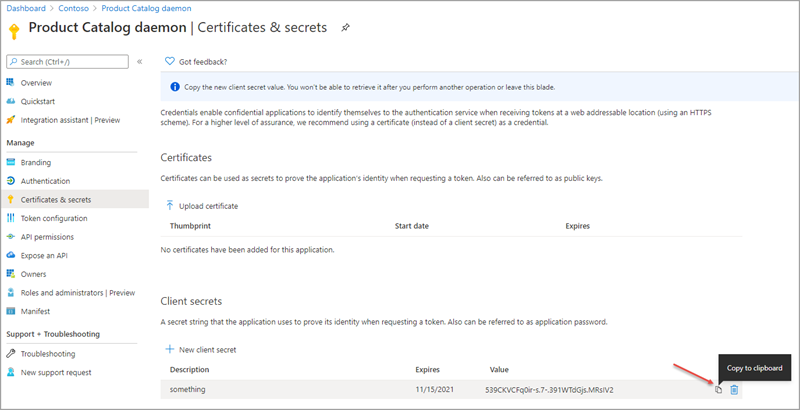 Dashboard > Contoso > Product Catalog daemon
Product Catalog daemon | Certificates & secrets
Search (Ctrl+/)
«
Overview
Quickstart
Integration assistant | Preview
Manage
Branding
Authentication
Certificates & secrets
Token configuration
API permissions
Expose an API
Owners
Roles and administrators | Preview
Manifest
Support + Troubleshooting
Troubleshooting
New support request
Got feedback?
Copy the new client secret value. You won't be able to retrieve it after you perform another operation or leave this blade.
Credentials enable confidential applications to identify themselves to the authentication service when receiving tokens at a web addressable location (using an HTTPS
scheme). For a higher level of assurance, we recommend using a certificate (instead of a client secret) as a credential.
Certificates
Certificates can be used as secrets to prove the application's identity when requesting a token. Also can be referred to as public keys.
Upload certificate
Thumbprint Start date Expires
No certificates have been added for this application.
Client secrets
A secret string that the application uses to prove its identity when requesting a token. Also can be referred to as application password.
New client secret
Copy to clipboard
Description Expires Value
something 11/15/2021 539CKVCFq0ir-s.7-.391WTdGjs.MRsIV2